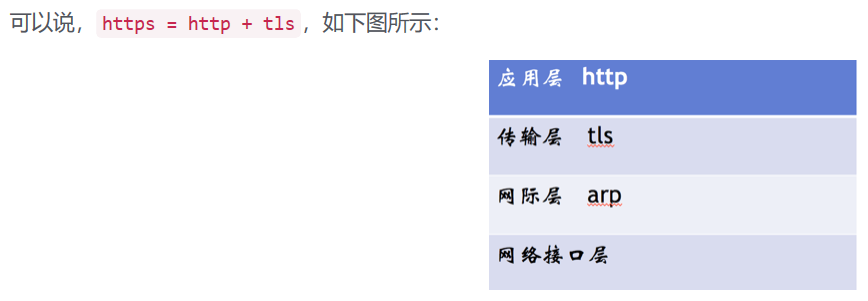 可以说，https = http + tls，如下图所示：
应用层 http
传输层 tls
网际层 arp
网络接口层